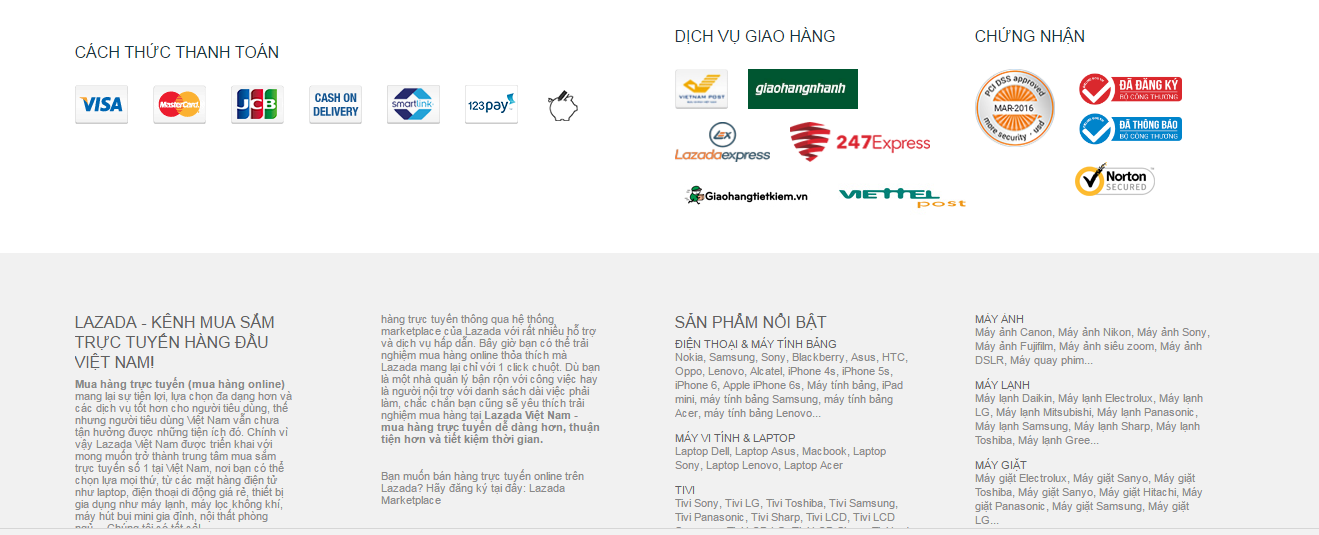 CÁCH THỨC THANH TOÁN
VISA
MasterCard
JCB
CASH ON
DELIVERY
smartlink
123pay
DỊCH VỤ GIAO HÀNG
VIETNAM POST
giaohangnhanh
LEX
Lazadaexpress
247Express
Giaohangtietkiem.vn
VIETTEL
post
CHỨNG NHẬN
PCI DSS approved
MAR-2016
more security - usd
ĐÃ ĐĂNG KÝ
BỘ CÔNG THƯƠNG
ĐÃ THÔNG BÁO
BỘ CÔNG THƯƠNG
Norton
SECURED
LAZADA - KÊNH MUA SẮM
TRỰC TUYẾN HÀNG ĐẦU
VIỆT NAM!
Mua hàng trực tuyến (mua hàng online)
mang lại sự tiện lợi, lựa chọn đa dạng hơn và
các dịch vụ tốt hơn cho người tiêu dùng, thế
nhưng người tiêu dùng Việt Nam vẫn chưa
tận hưởng được những tiện ích đó. Chính vì
vậy Lazada Việt Nam được triển khai với
mong muốn trở thành trung tâm mua sắm
trực tuyến số 1 tại Việt Nam, nơi bạn có thể
chọn lựa mọi thứ, từ các mặt hàng điện tử
như laptop, điện thoại di động giá rẻ, thiết bị
gia dụng như máy lạnh, máy lọc không khí,
máy hút bụi mini gia đình, nội thất phòng
hàng trực tuyến thông qua hệ thống
marketplace của Lazada với rất nhiều hỗ trợ
và dịch vụ hấp dẫn. Bây giờ bạn có thể trải
nghiệm mua hàng online thỏa thích mà
Lazada mang lại chỉ với 1 click chuột. Dù bạn
là một nhà quản lý bận rộn với công việc hay
là người nội trợ với danh sách dài việc phải
làm, chắc chắn bạn cũng sẽ yêu thích trải
nghiệm mua hàng tại Lazada Việt Nam -
mua hàng trực tuyến dễ dàng hơn, thuận
tiện hơn và tiết kiệm thời gian.
Bạn muốn bán hàng trực tuyến online trên
Lazada? Hãy đăng ký tại đây: Lazada
Marketplace
SẢN PHẨM NỔI BẬT
ĐIỆN THOẠI & MÁY TÍNH BẢNG
Nokia, Samsung, Sony, Blackberry, Asus, HTC,
Oppo, Lenovo, Alcatel, iPhone 4s, iPhone 5s,
iPhone 6, Apple iPhone 6s, Máy tính bảng, iPad
mini, máy tính bảng Samsung, máy tính bảng
Acer, máy tính bảng Lenovo...
MÁY VI TÍNH & LAPTOP
Laptop Dell, Laptop Asus, Macbook, Laptop
Sony, Laptop Lenovo, Laptop Acer
TIVI
Tivi Sony, Tivi LG, Tivi Toshiba, Tivi Samsung,
Tivi Panasonic, Tivi Sharp, Tivi LCD, Tivi LCD
MÁY ẢNH
Máy ảnh Canon, Máy ảnh Nikon, Máy ảnh Sony,
Máy ảnh Fujifilm, Máy ảnh siêu zoom, Máy ảnh
DSLR, Máy quay phim...
MÁY LẠNH
Máy lạnh Daikin, Máy lạnh Electrolux, Máy lạnh
LG, Máy lạnh Mitsubishi, Máy lạnh Panasonic,
Máy lạnh Samsung, Máy lạnh Sharp, Máy lạnh
Toshiba, Máy lạnh Gree...
MÁY GIẶT
Máy giặt Electrolux, Máy giặt Sanyo, Máy giặt
Toshiba, Máy giặt Sanyo, Máy giặt Hitachi, Máy
giặt Panasonic, Máy giặt Samsung, Máy giặt
LG...